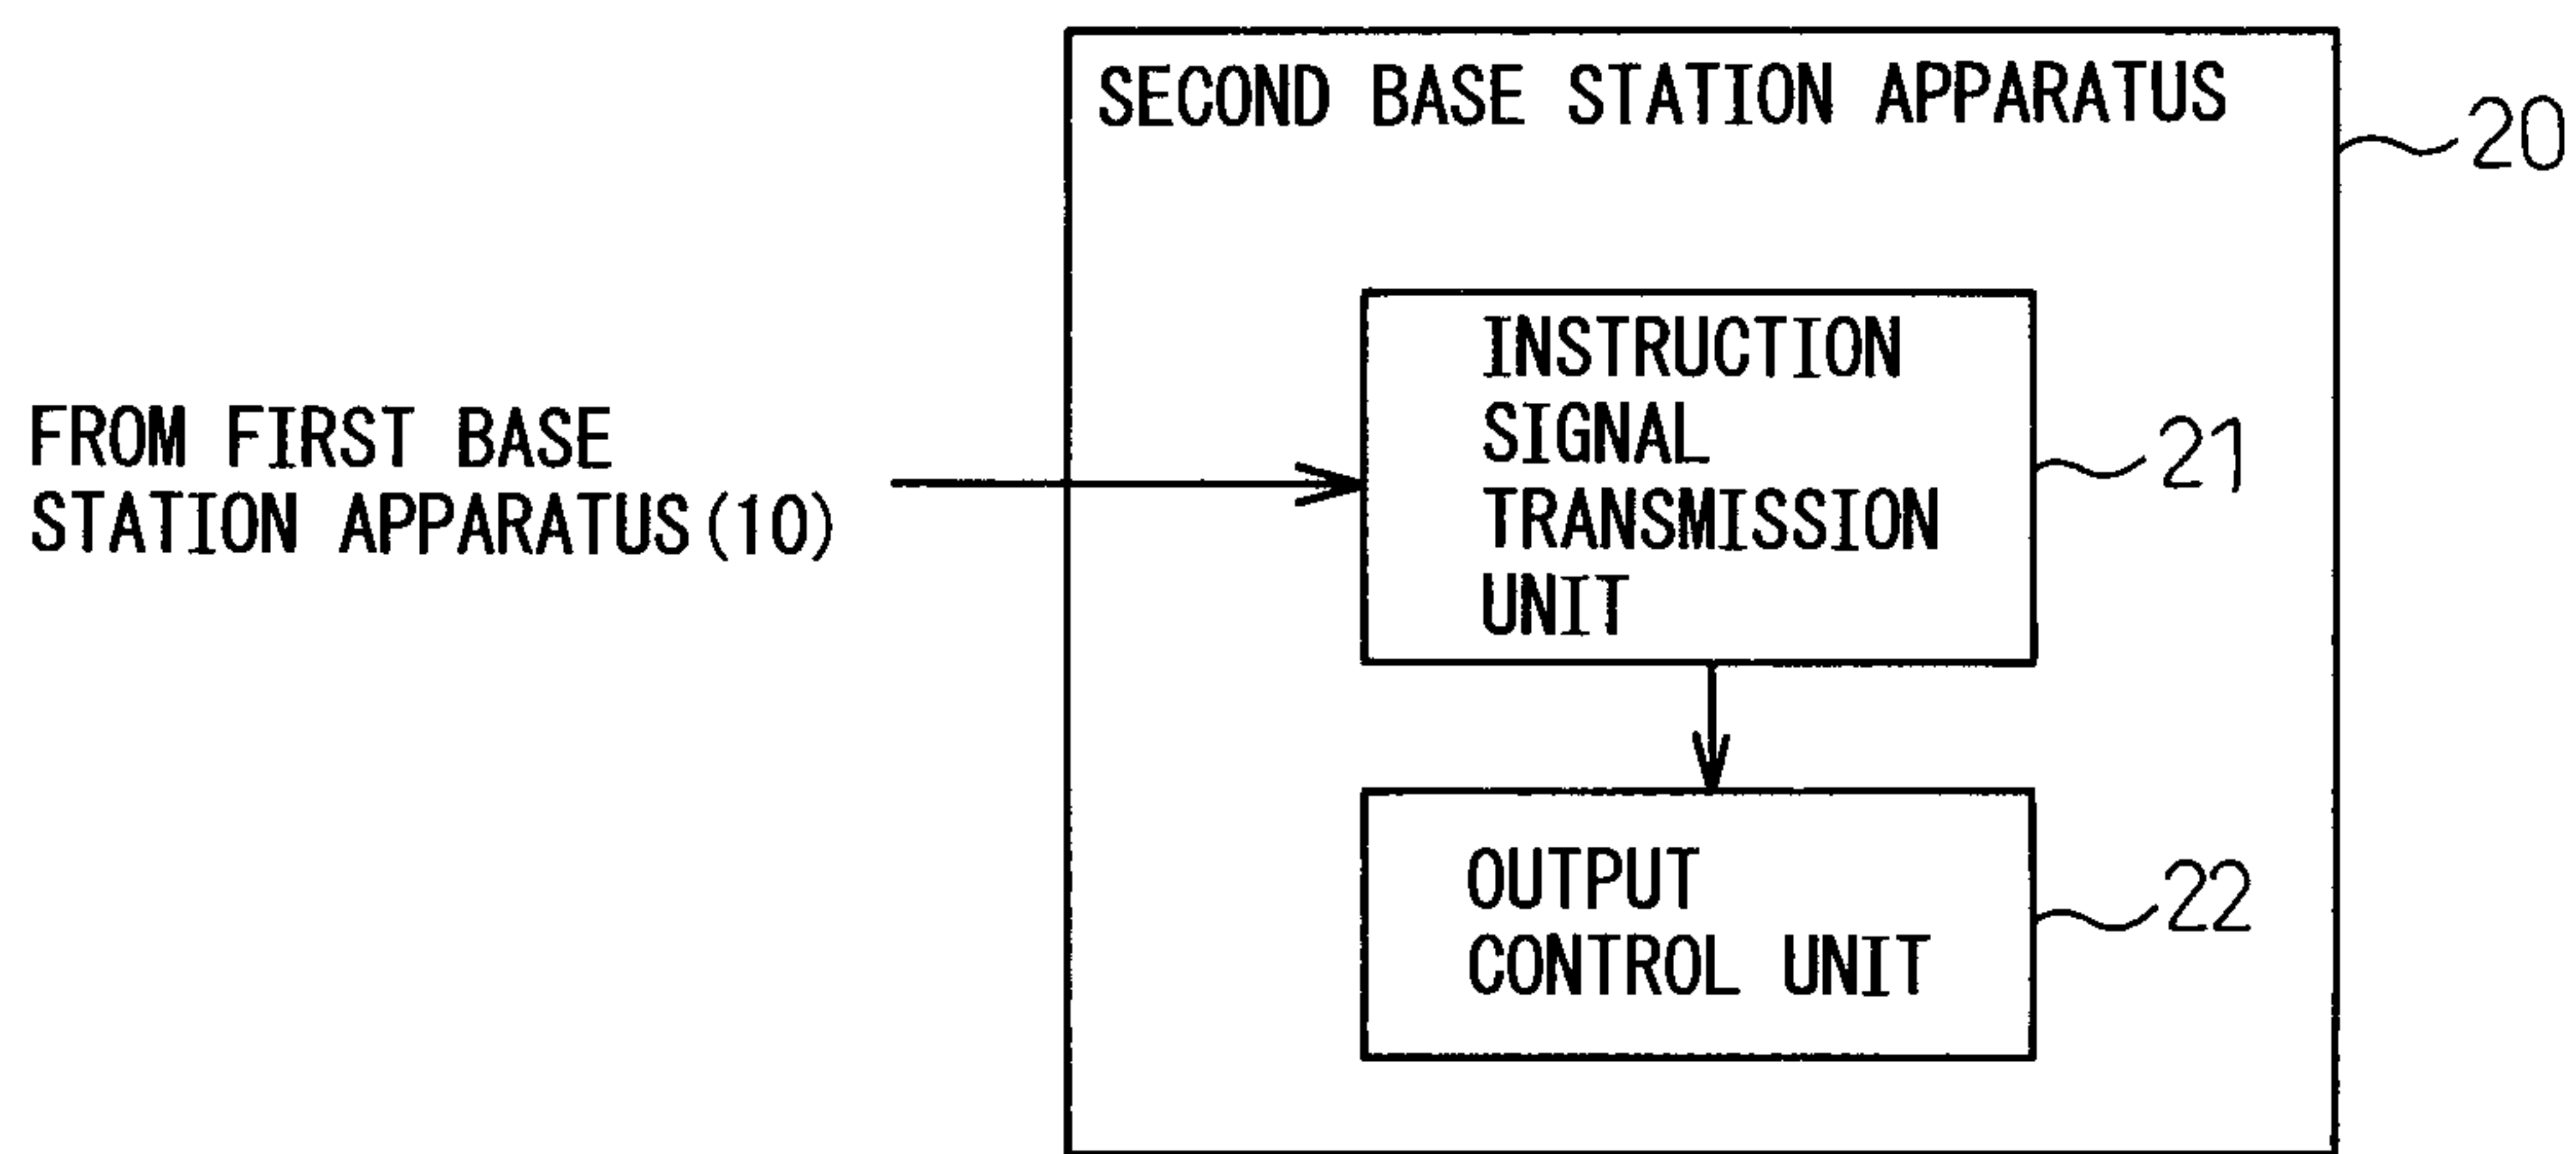 SECOND BASE STATION APPARATUS
20
INSTRUCTION
SIGNAL
TRANSMISSION
UNIT
21
FROM FIRST BASE
STATION APPARATUS(10)
OUTPUT
CONTROL UNIT
22